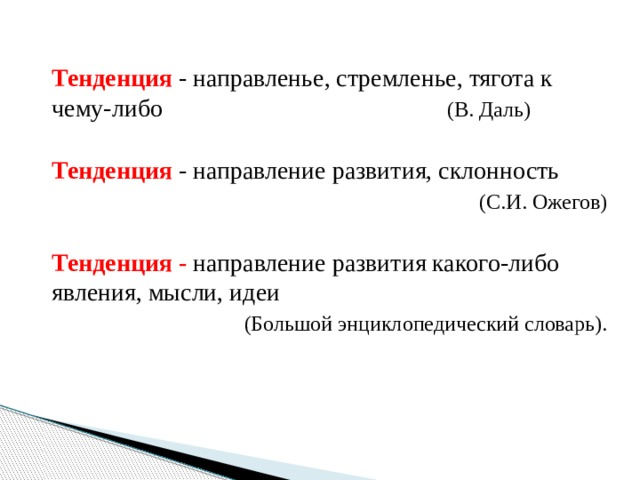 Тенденция - направленье, стремленье, тягота к
чему-либо (В. Даль)
Тенденция - направление развития, склонность
(С.И. Ожегов)
Тенденция - направление развития какого-либо
явления, мысли, идеи
(Большой энциклопедический словарь).